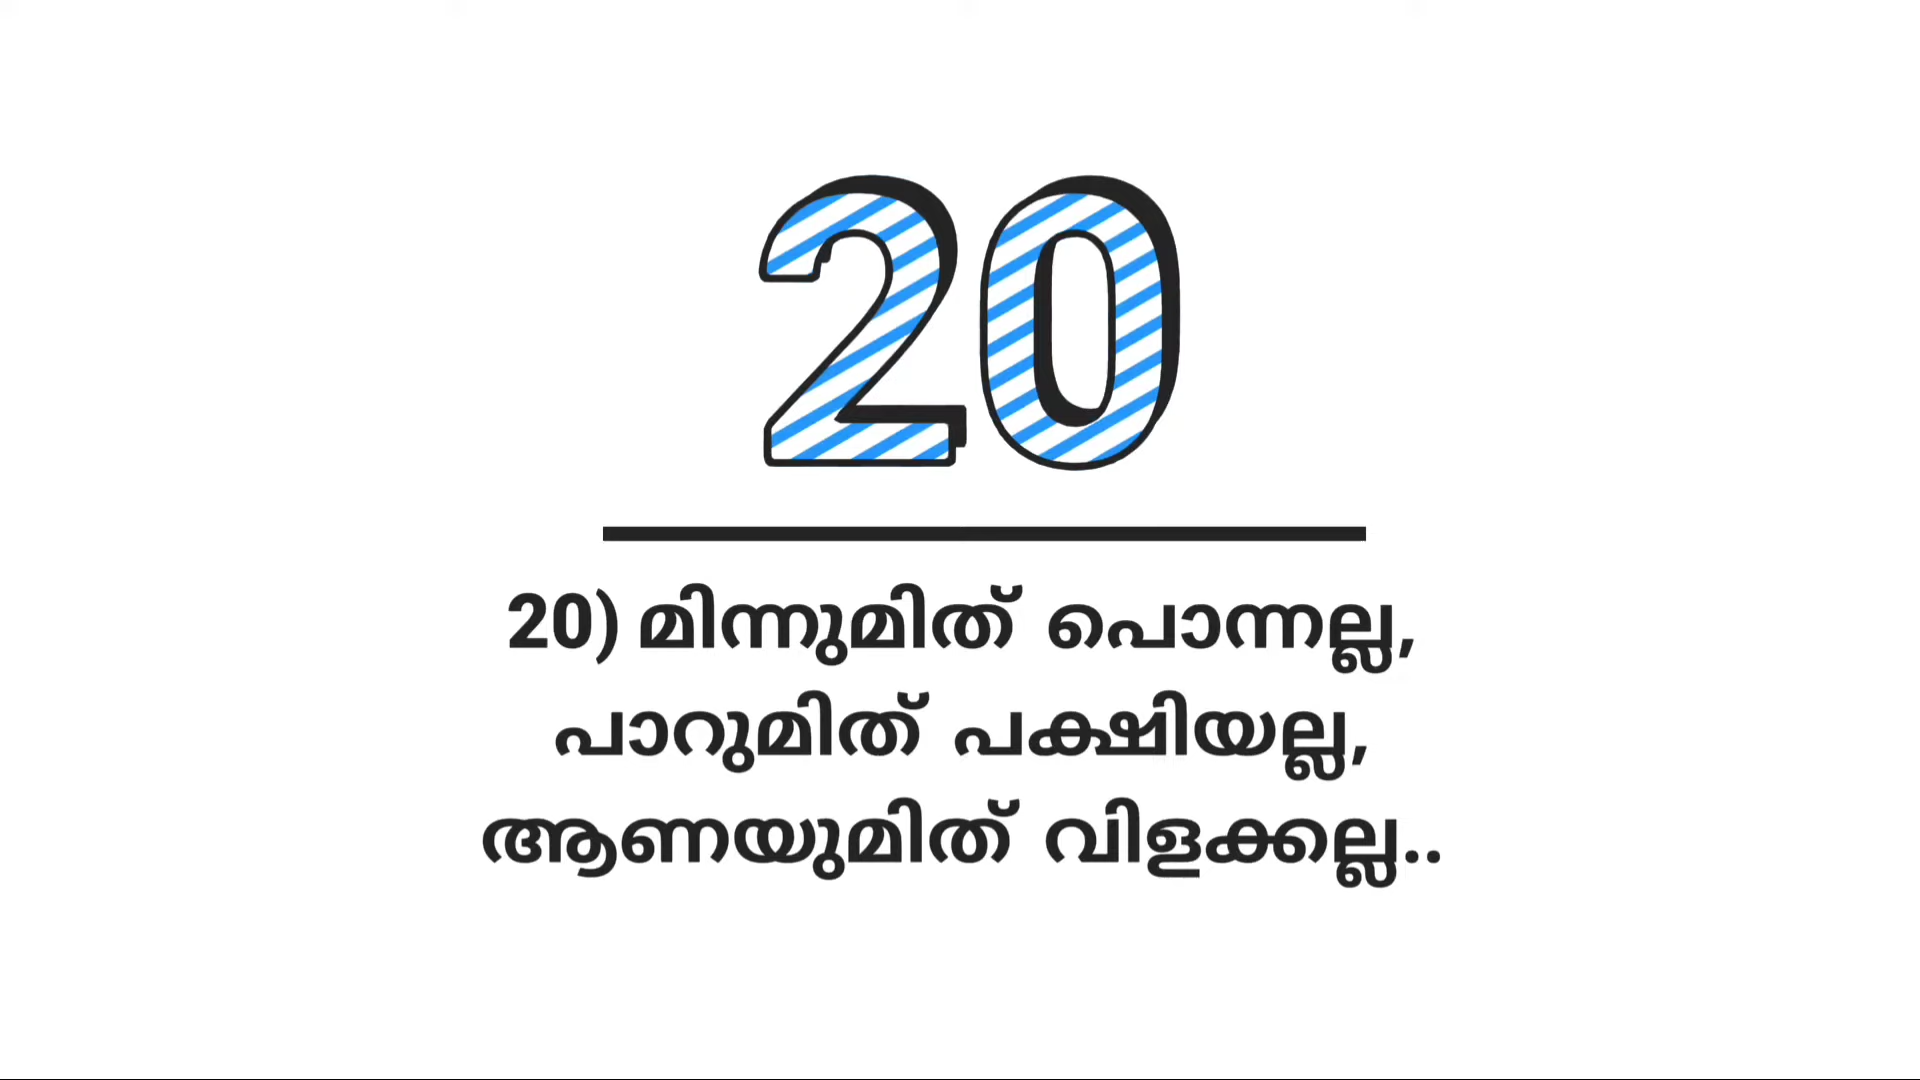 20
20) മിന്നുമിത് പൊന്നല്ല,
പാറുമിത് പക്ഷിയല്ല,
ആണയുമിത് വിളക്കല്ല..